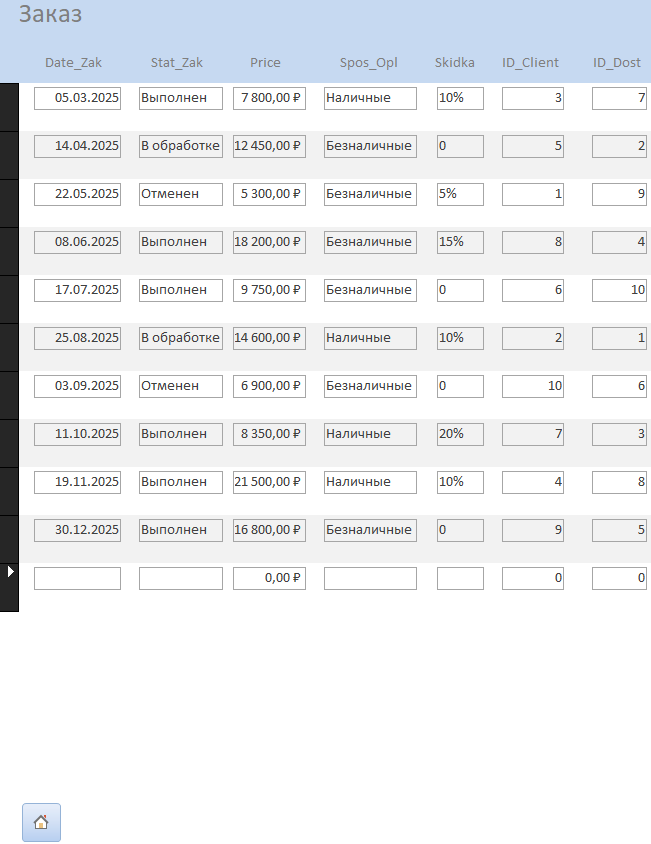 Заказ
Date_Zak Stat_Zak Price Spos_Opl Skidka ID_Client ID_Dost
05.03.2025 Выполнен 7 800,00 ₽ Наличные 10% 3 7
14.04.2025 В обработке 12 450,00 ₽ Безналичные 0 5 2
22.05.2025 Отменен 5 300,00 ₽ Безналичные 5% 1 9
08.06.2025 Выполнен 18 200,00 ₽ Безналичные 15% 8 4
17.07.2025 Выполнен 9 750,00 ₽ Безналичные 0 6 10
25.08.2025 В обработке 14 600,00 ₽ Наличные 10% 2 1
03.09.2025 Отменен 6 900,00 ₽ Безналичные 0 10 6
11.10.2025 Выполнен 8 350,00 ₽ Наличные 20% 7 3
19.11.2025 Выполнен 21 500,00 ₽ Наличные 10% 4 8
30.12.2025 Выполнен 16 800,00 ₽ Безналичные 0 9 5
0,00 ₽ 0 0